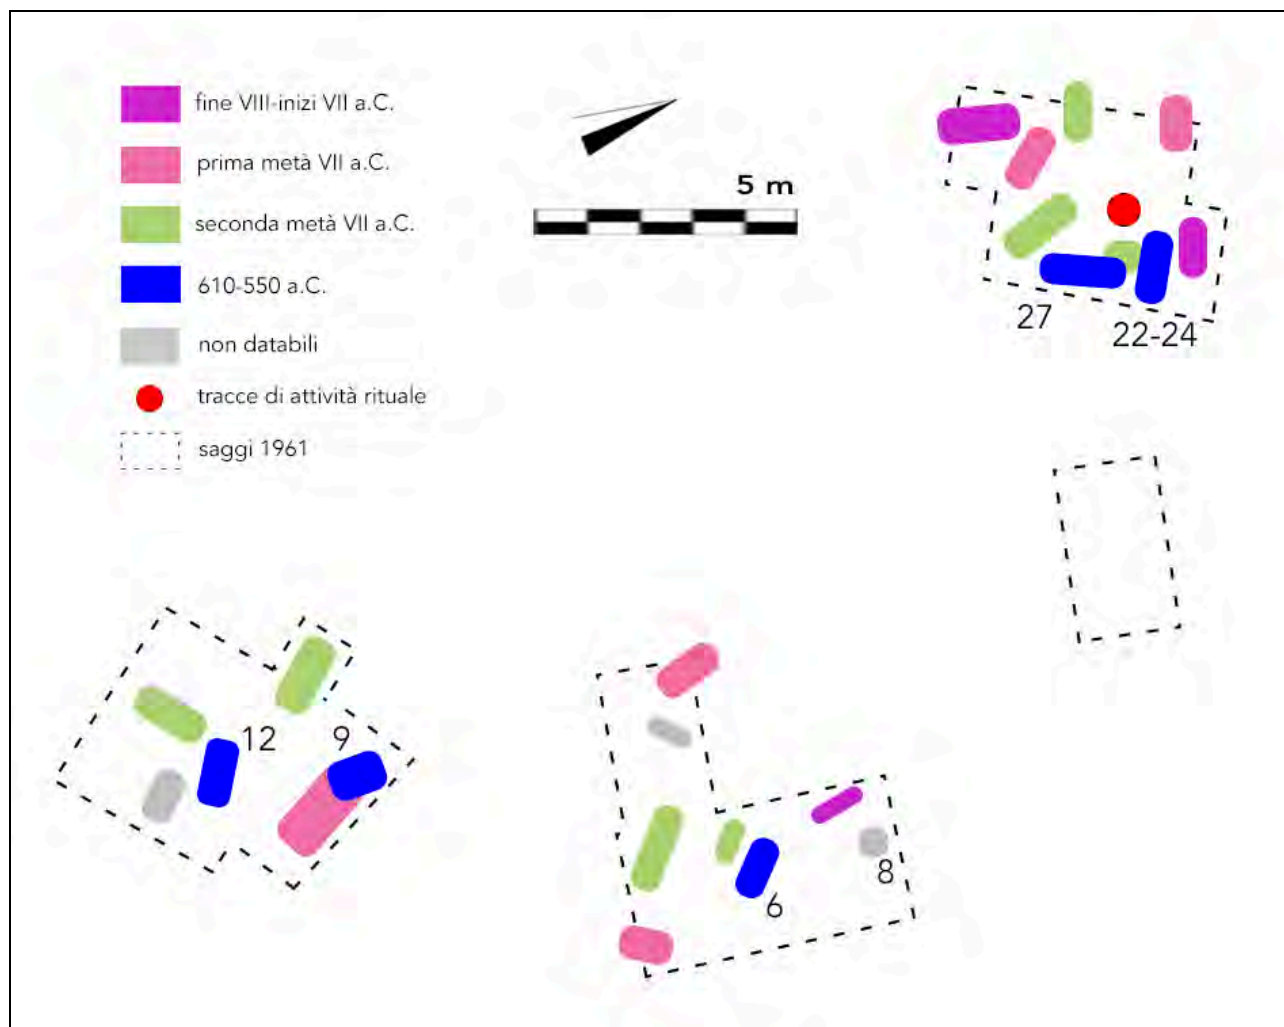 fine VIII-inizi VII a.C.
prima metà VII a.C.
seconda metà VII a.C.
610-550 a.C.
non databili
tracce di attività rituale
saggi 1961
5 m
27
22-24
12
9
8
6